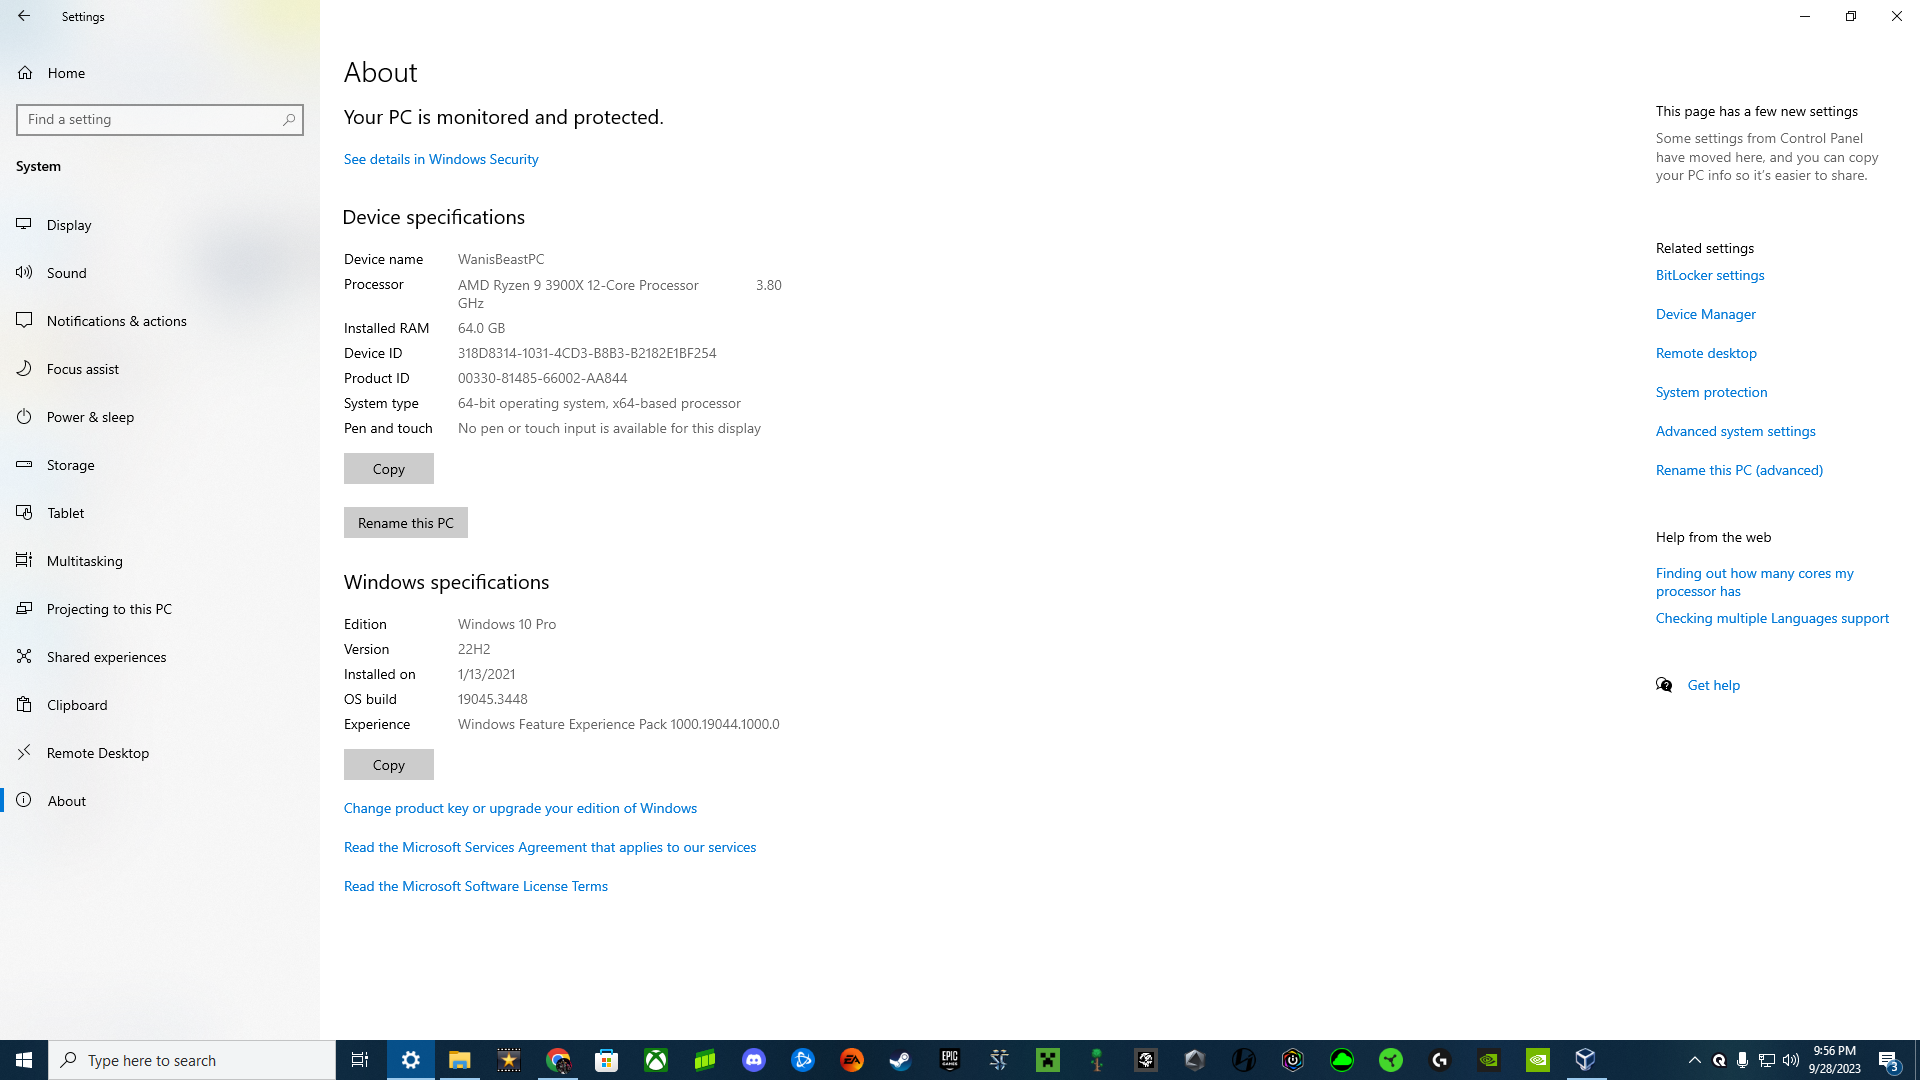 Settings
Home
Find a setting
System
Display
Sound
Notifications & actions
Focus assist
Power & sleep
Storage
Tablet
Multitasking
Projecting to this PC
Shared experiences
Clipboard
Remote Desktop
About
About
Your PC is monitored and protected.
See details in Windows Security
Device specifications
Device name WanisBeastPC
Processor AMD Ryzen 9 3900X 12-Core Processor 3.80
GHz
Installed RAM 64.0 GB
Device ID 318D8314-1031-4CD3-B8B3-B2182E1BF254
Product ID 00330-81485-66002-AA844
System type 64-bit operating system, x64-based processor
Pen and touch No pen or touch input is available for this display
Copy
Rename this PC
Windows specifications
Edition Windows 10 Pro
Version 22H2
Installed on 1/13/2021
OS build 19045.3448
Experience Windows Feature Experience Pack 1000.19044.1000.0
Copy
Change product key or upgrade your edition of Windows
Read the Microsoft Services Agreement that applies to our services
Read the Microsoft Software License Terms
This page has a few new settings
Some settings from Control Panel
have moved here, and you can copy
your PC info so it's easier to share.
Related settings
BitLocker settings
Device Manager
Remote desktop
System protection
Advanced system settings
Rename this PC (advanced)
Help from the web
Finding out how many cores my
processor has
Checking multiple Languages support
Get help
Type here to search
EA
EPIC
GAMES
9:56 PM
9/28/2023
3